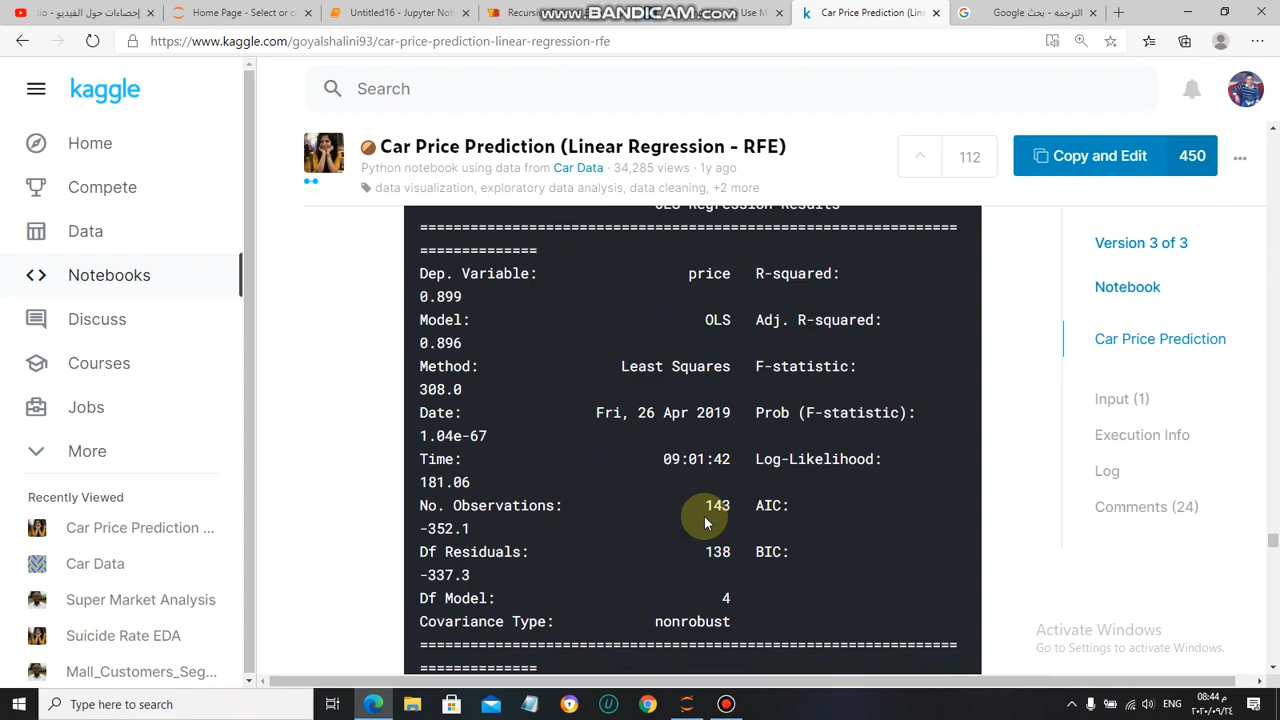 إحصاءات حول الفيديو - You
Home Page - Select or c
Untitled16 - Jupyter Note
Recursi
WWW.BANDICAM.COM
Use M
Car Price Prediction (Line
الترجمة - بحث Google
https://www.kaggle.com/goyalshalini93/car-price-prediction-linear-regression-rfe
kaggle
Search
Home
Compete
Data
Notebooks
Discuss
Courses
Jobs
More
Recently Viewed
Car Price Prediction ...
Car Data
Super Market Analysis
Suicide Rate EDA
Mall_Customers_Seg...
Car Price Prediction (Linear Regression - RFE)
Python notebook using data from Car Data · 34,285 views · 1y ago
data visualization, exploratory data analysis, data cleaning, +2 more
112
Copy and Edit 450
OLS Regression Results
================================================================
==============
Dep. Variable: price R-squared:
0.899
Model: OLS Adj. R-squared:
0.896
Method: Least Squares F-statistic:
308.0
Date: Fri, 26 Apr 2019 Prob (F-statistic):
1.04e-67
Time: 09:01:42 Log-Likelihood:
181.06
No. Observations: 143 AIC:
-352.1
Df Residuals: 138 BIC:
-337.3
Df Model: 4
Covariance Type: nonrobust
================================================================
==============
Version 3 of 3
Notebook
Car Price Prediction
Input (1)
Execution Info
Log
Comments (24)
Activate Windows
Go to Settings to activate Windows.
Type here to search
ENG
08:44 م